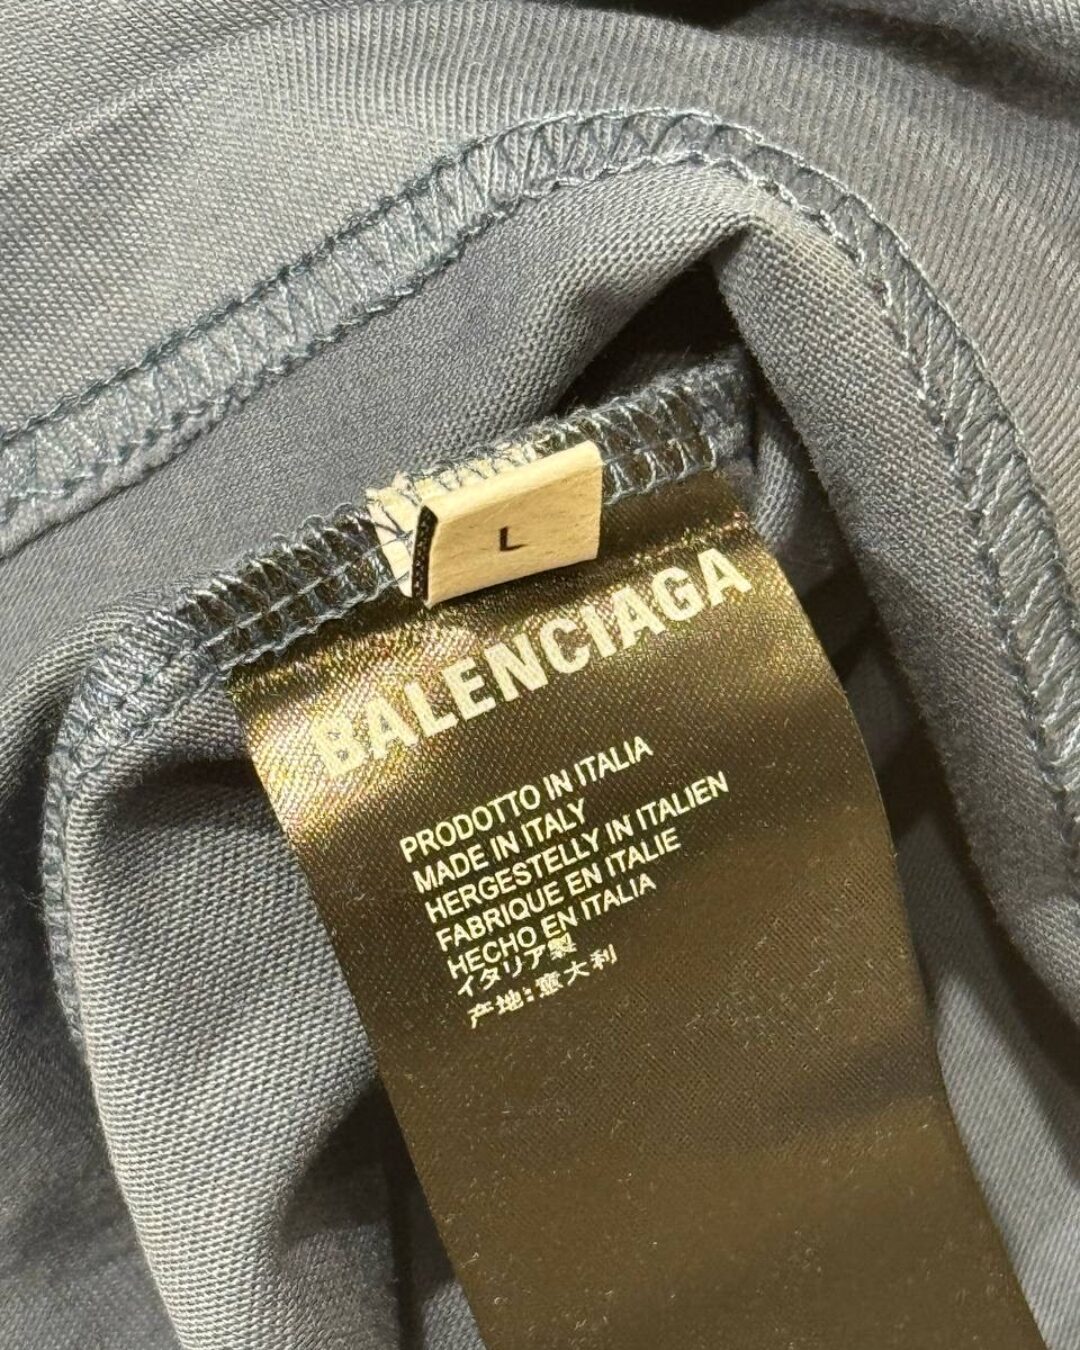 L
BALENCIAGA
PRODOTTO IN ITALIA
MADE IN ITALY
HERGESTELLY IN ITALIEN
FABRIQUE EN ITALIE
HECHO EN ITALIA
イタリア製
产地:意大利